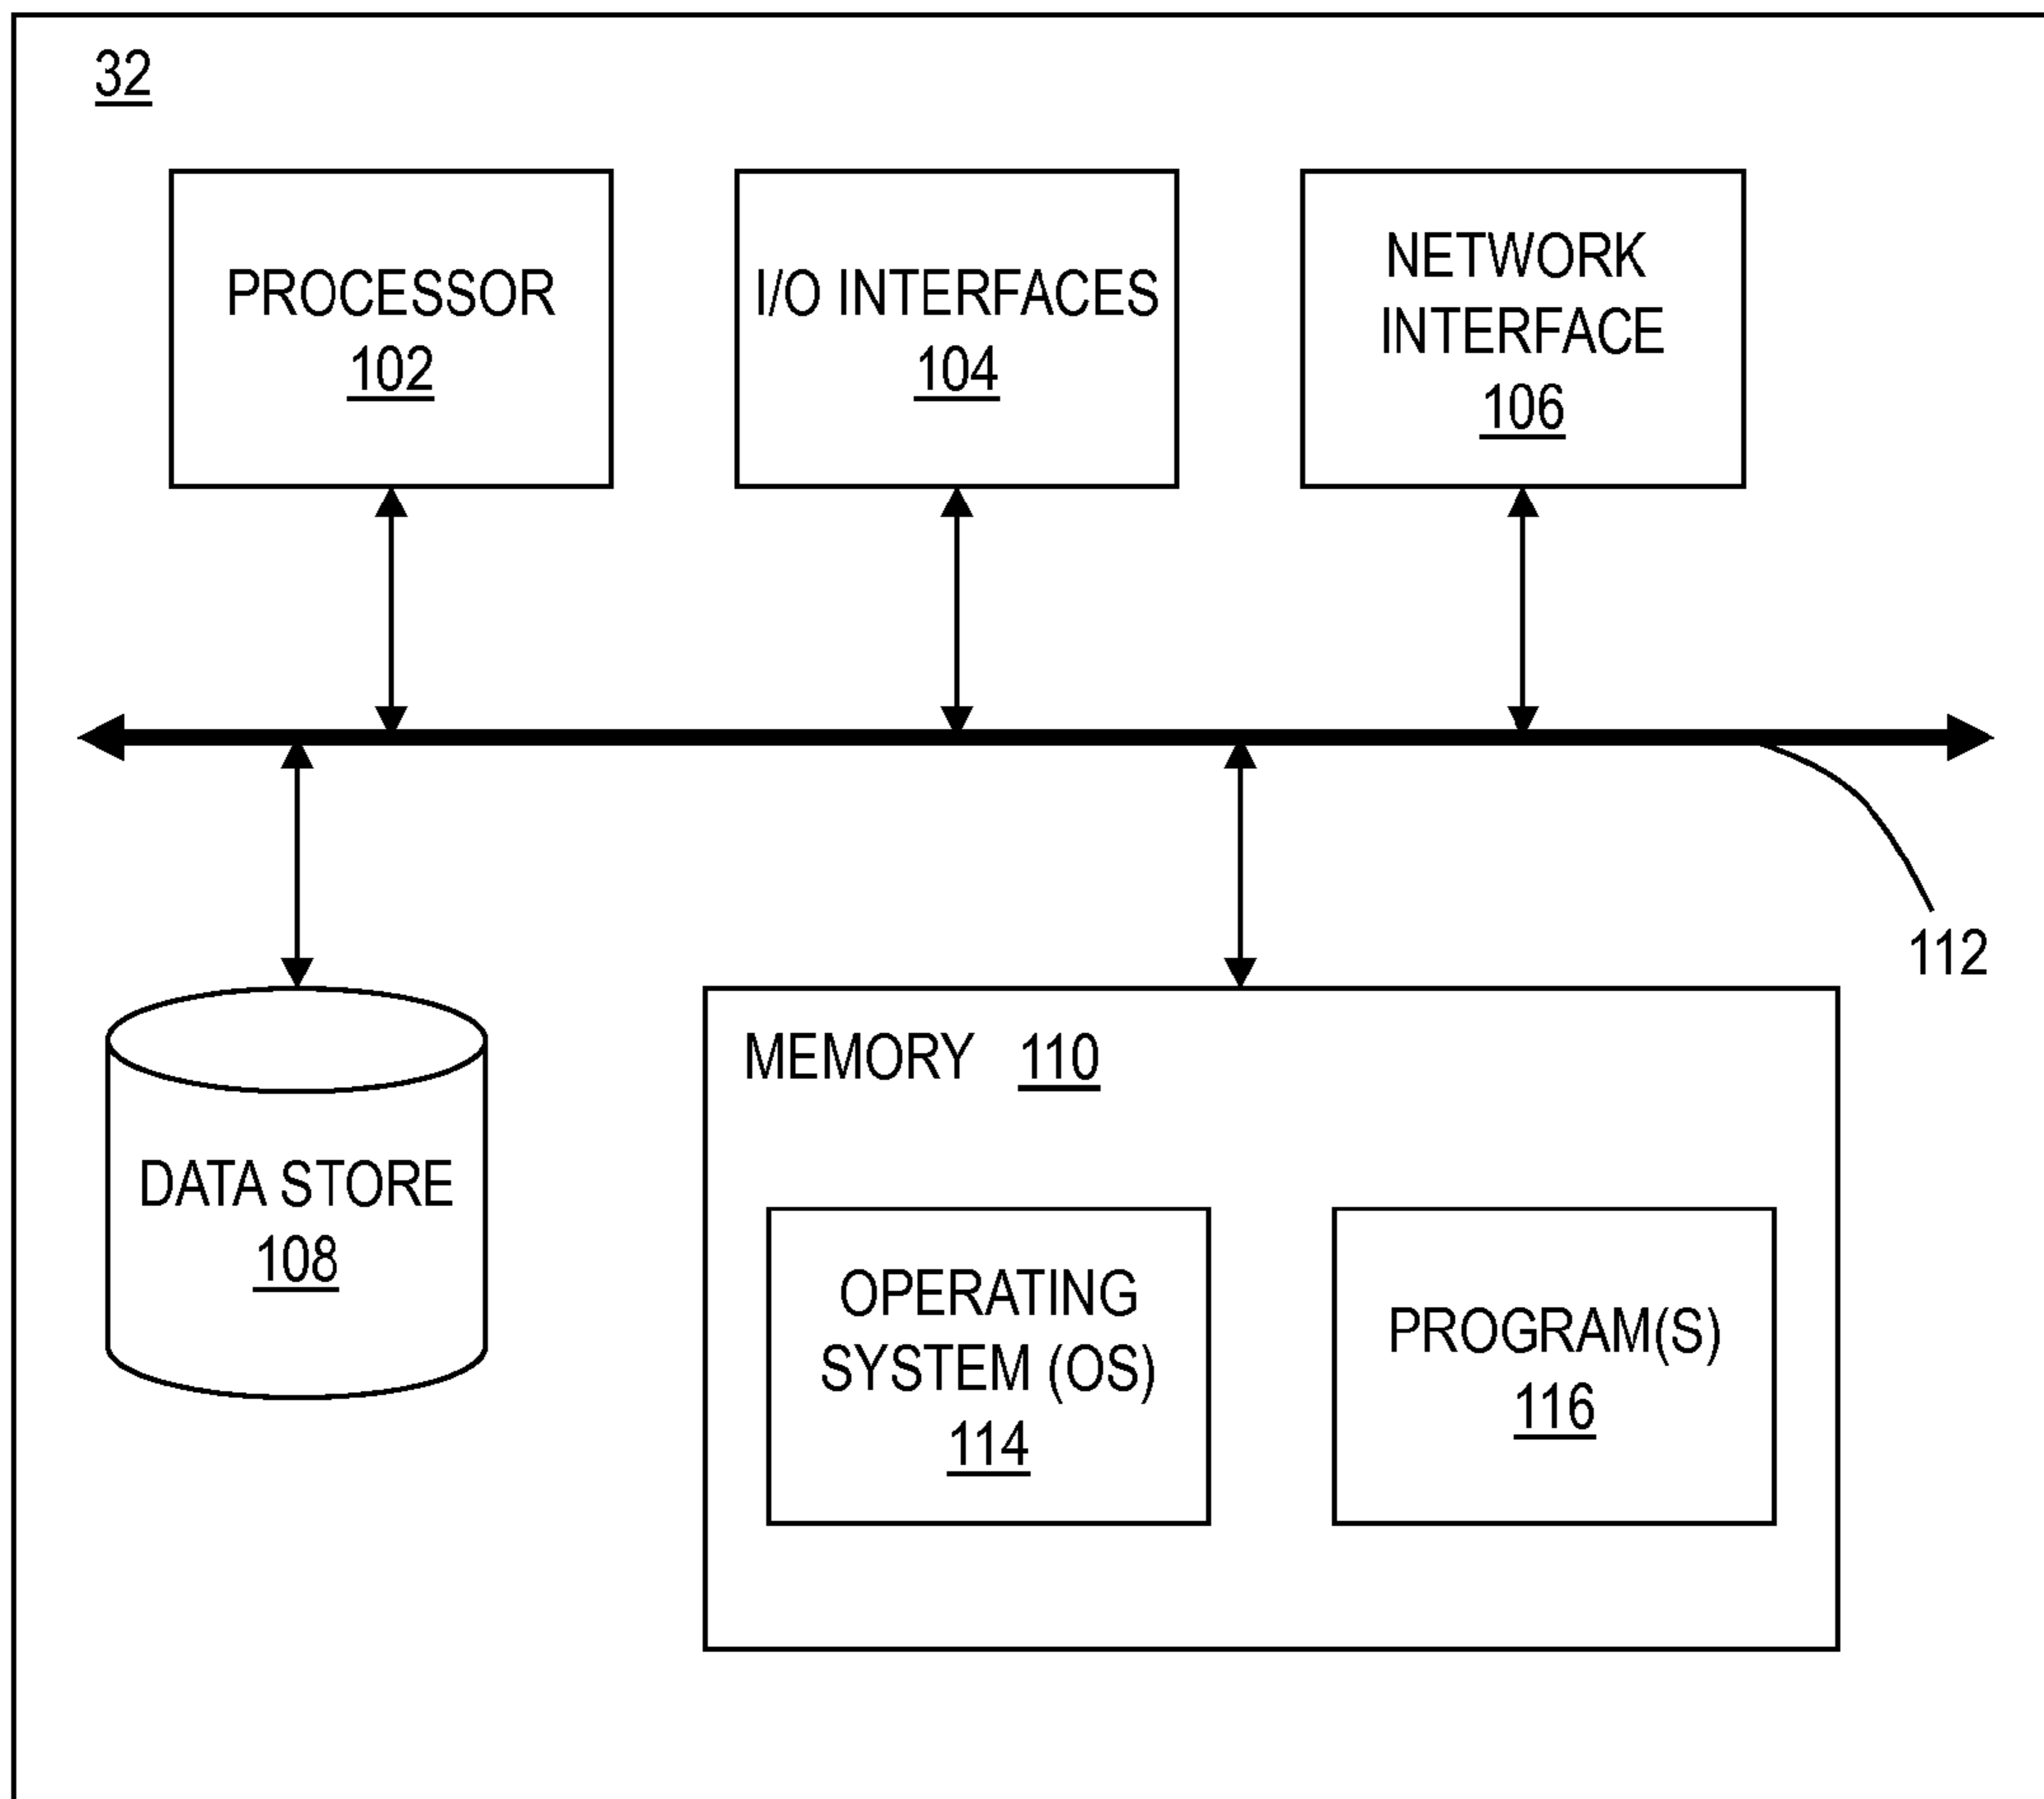 32
PROCESSOR
102
I/O INTERFACES
104
NETWORK
INTERFACE
106
112
DATA STORE
108
MEMORY 110
OPERATING
SYSTEM (OS)
114
PROGRAM(S)
116